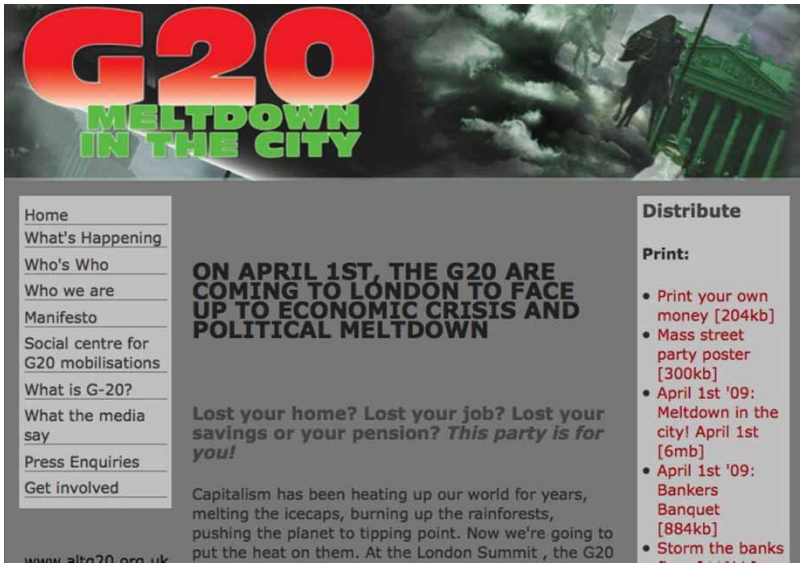 G20
MELTDOWN
IN THE CITY
Home
What's Happening
Who's Who
Who we are
Manifesto
Social centre for
G20 mobilisations
What is G-20?
What the media
say
Press Enquiries
Get involved
www.altg20.org.uk
ON APRIL 1ST, THE G20 ARE
COMING TO LONDON TO FACE
UP TO ECONOMIC CRISIS AND
POLITICAL MELTDOWN
Lost your home? Lost your job? Lost your
savings or your pension? This party is for
you!
Capitalism has been heating up our world for years,
melting the icecaps, burning up the rainforests,
pushing the planet to tipping point. Now we're going to
put the heat on them. At the London Summit , the G20
Distribute
Print:
• Print your own
money [204kb]
• Mass street
party poster
[300kb]
• April 1st '09:
Meltdown in the
city! April 1st
[6mb]
• April 1st '09:
Bankers
Banquet
[884kb]
• Storm the banks